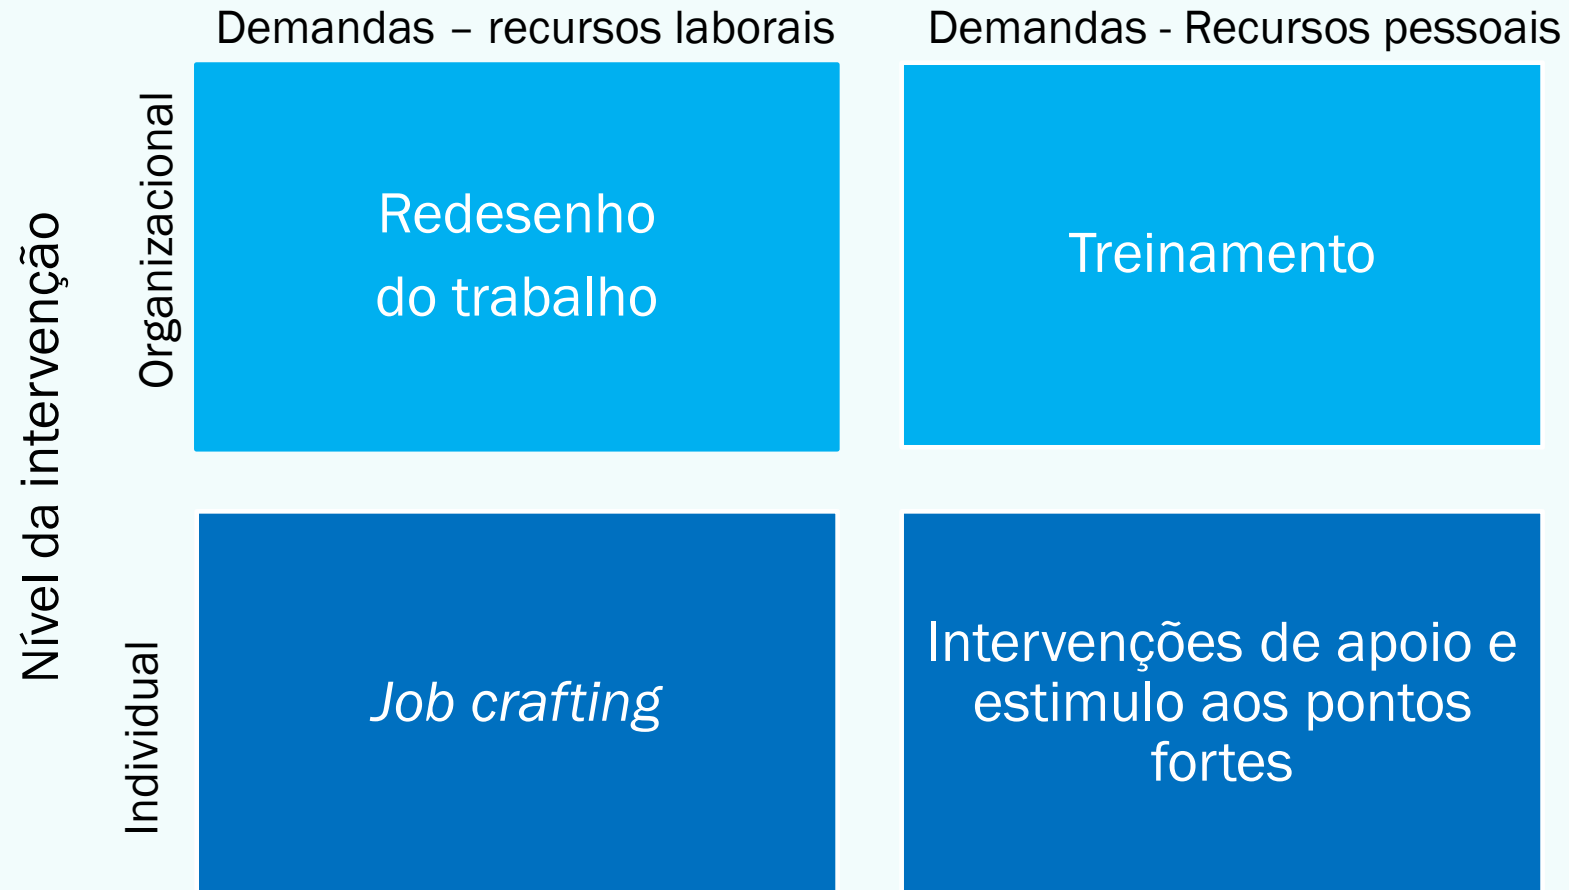 Demandas – recursos laborais
Demandas - Recursos pessoais
Nível da intervenção
Organizacional
Redesenho
do trabalho
Treinamento
Individual
Job crafting
Intervenções de apoio e
estimulo aos pontos
fortes